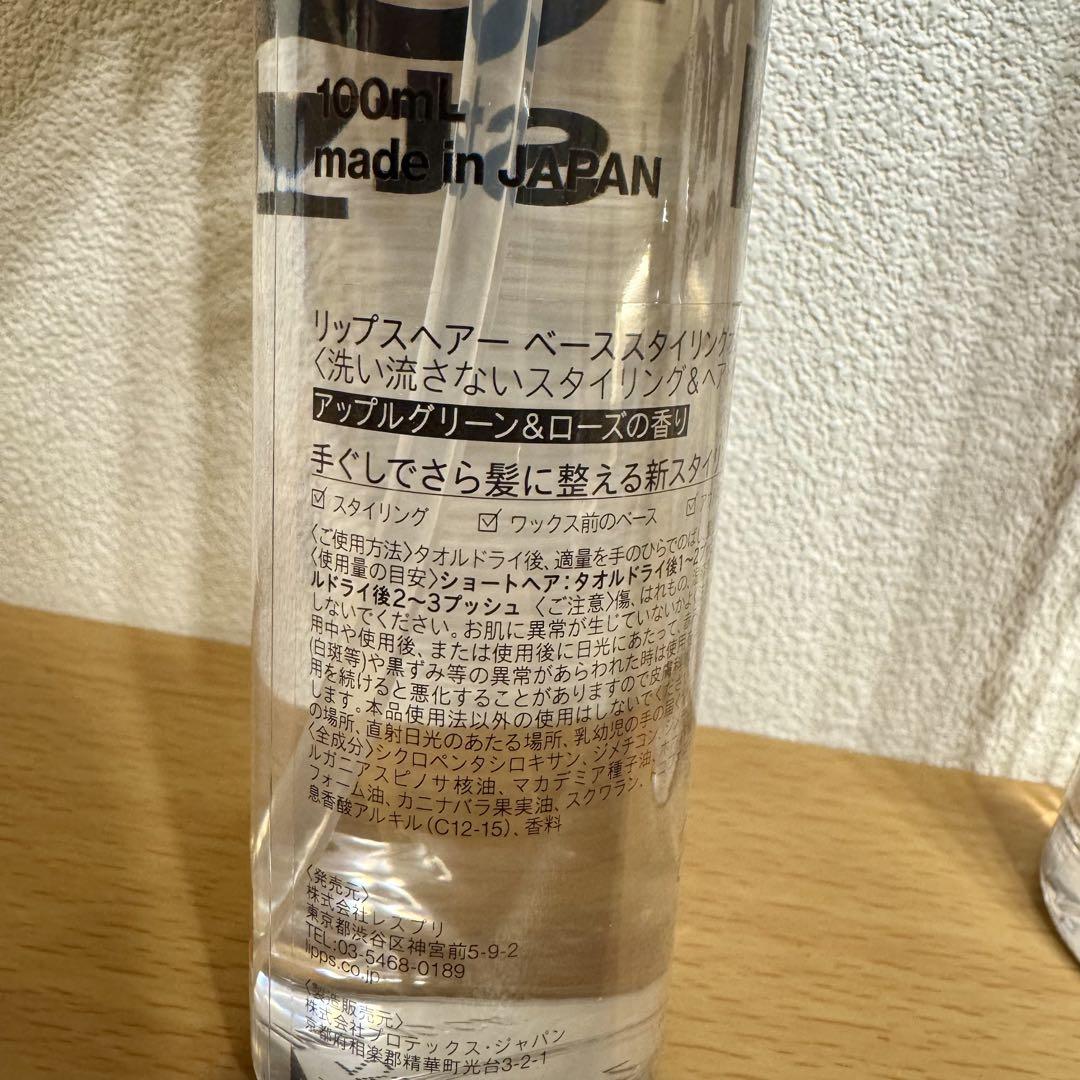 100mL
made in JAPAN
リップスヘアー ベーススタイリング
〈洗い流さないスタイリング&ヘア
アップルグリーン&ローズの香り
手ぐしでさら髪に整える新スタイ
☑ スタイリング ☑ ワックス前のベース ☑
〈ご使用方法〉タオルドライ後、適量を手のひらでのばし
〈使用量の目安〉ショートヘア:タオルドライ後1〜2プ
ルドライ後2〜3プッシュ 〈ご注意〉傷、はれもの、
しないでください。お肌に異常が生じていないかよ
用中や使用後、または使用後に日光にあたって、
(白斑等)や黒ずみ等の異常があらわれた時は使用
用を続けると悪化することがありますので皮膚科
します。本品使用法以外の使用はしないでくだ
の場所、直射日光のあたる場所、乳幼児の手の届く
〈全成分〉シクロペンタシロキサン、ジメチコン、
ルガニアスピノサ核油、マカデミア種子油、
フォーム油、カニナバラ果実油、スクワラン、
息香酸アルキル(C12-15)、香料
〈発売元〉
株式会社レスプリ
東京都渋谷区神宮前5-9-2
TEL:03-5468-0189
lipps.co.jp
〈製造販売元〉
株式会社プロテックス・ジャパン
京都府相楽郡精華町光台3-2-1